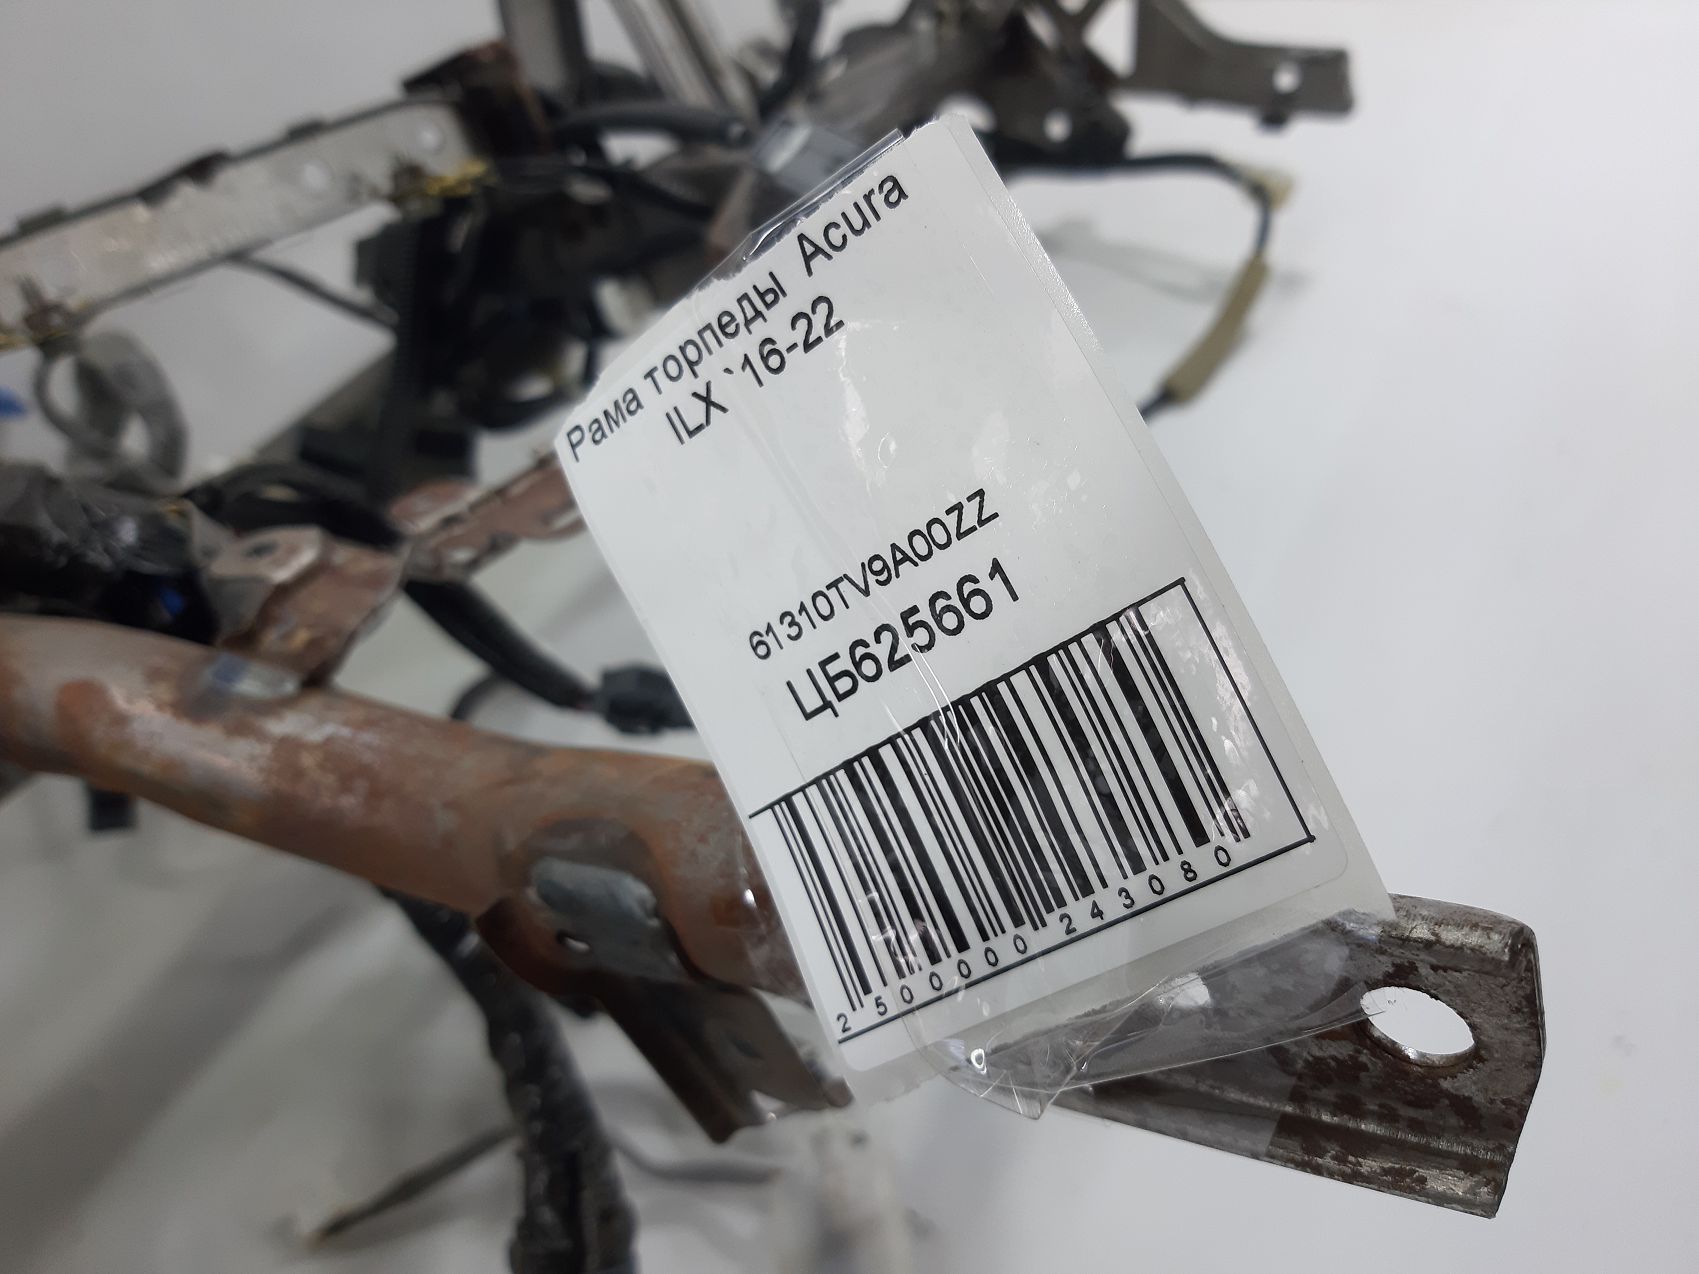 Рама торпеды Acura
ILX `16-22
61310TV9A00ZZ
ЦБ625661
2500000243080